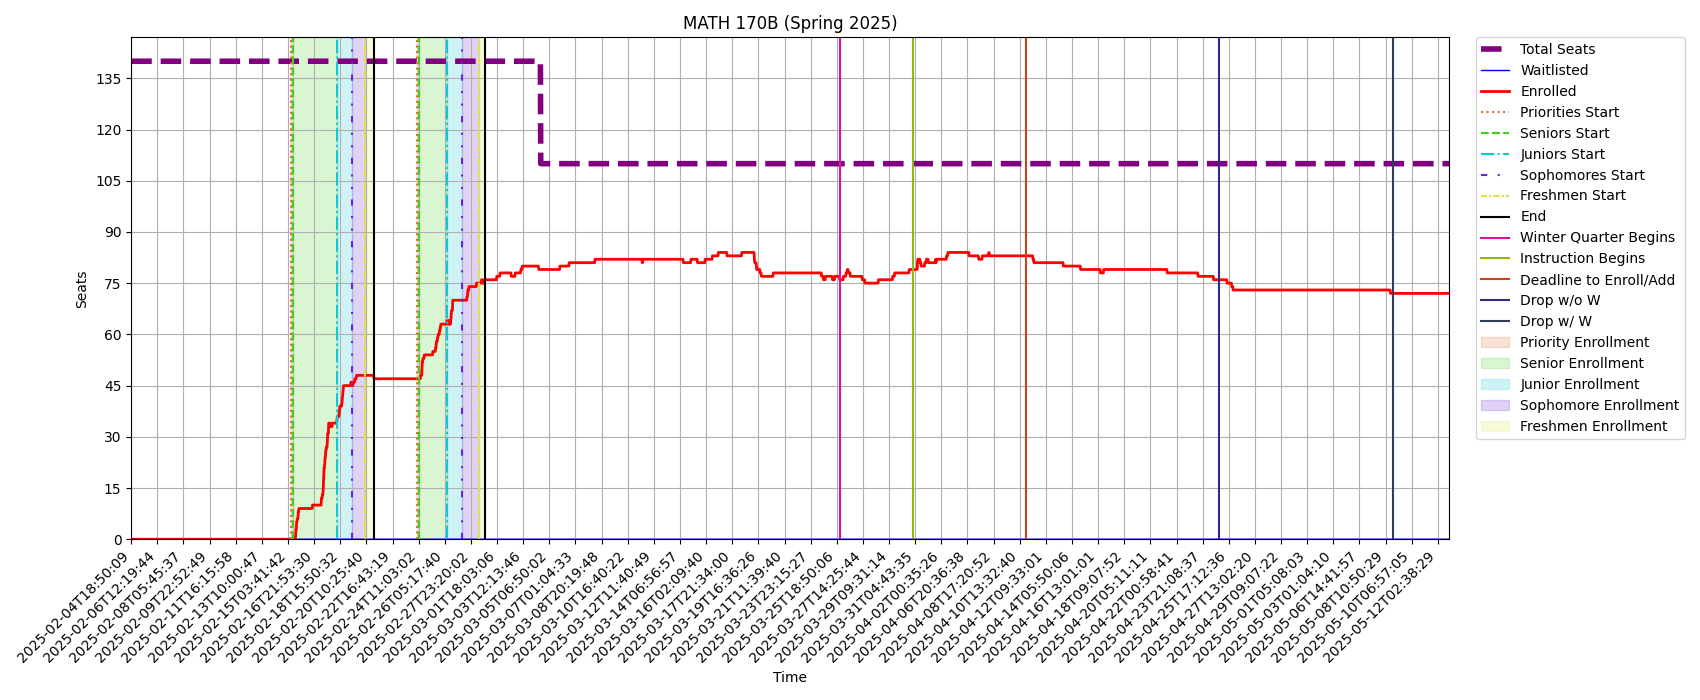 MATH 170B (Spring 2025)
Seats
135
120
105
90
75
60
45
30
15
0
2025-02-04T18:50:09
2025-02-06T12:19:44
2025-02-08T05:45:37
2025-02-09T22:52:49
2025-02-11T16:15:58
2025-02-13T10:00:47
2025-02-15T03:41:42
2025-02-16T21:53:30
2025-02-18T15:50:32
2025-02-20T10:25:40
2025-02-22T16:43:19
2025-02-24T11:03:02
2025-02-26T05:17:40
2025-02-27T23:20:02
2025-03-01T18:03:06
2025-03-03T12:13:46
2025-03-05T06:50:02
2025-03-07T01:04:33
2025-03-08T20:19:48
2025-03-10T16:40:22
2025-03-12T11:40:49
2025-03-14T06:56:57
2025-03-16T02:09:40
2025-03-17T21:34:00
2025-03-19T16:36:26
2025-03-21T11:39:40
2025-03-23T23:15:27
2025-03-25T18:50:06
2025-03-27T14:25:44
2025-03-29T09:31:14
2025-03-31T04:43:35
2025-04-02T00:35:26
2025-04-06T20:36:38
2025-04-08T17:20:52
2025-04-10T13:32:40
2025-04-12T09:33:01
2025-04-14T05:50:06
2025-04-16T13:01:01
2025-04-18T09:07:52
2025-04-20T05:11:11
2025-04-22T00:58:41
2025-04-23T21:08:37
2025-04-25T17:12:36
2025-04-27T13:02:20
2025-04-29T09:07:22
2025-05-01T05:08:03
2025-05-03T01:04:10
2025-05-06T14:41:57
2025-05-08T10:50:29
2025-05-10T06:57:05
2025-05-12T02:38:29
Time
Total Seats
Waitlisted
Enrolled
Priorities Start
Seniors Start
Juniors Start
Sophomores Start
Freshmen Start
End
Winter Quarter Begins
Instruction Begins
Deadline to Enroll/Add
Drop w/o W
Drop w/ W
Priority Enrollment
Senior Enrollment
Junior Enrollment
Sophomore Enrollment
Freshmen Enrollment